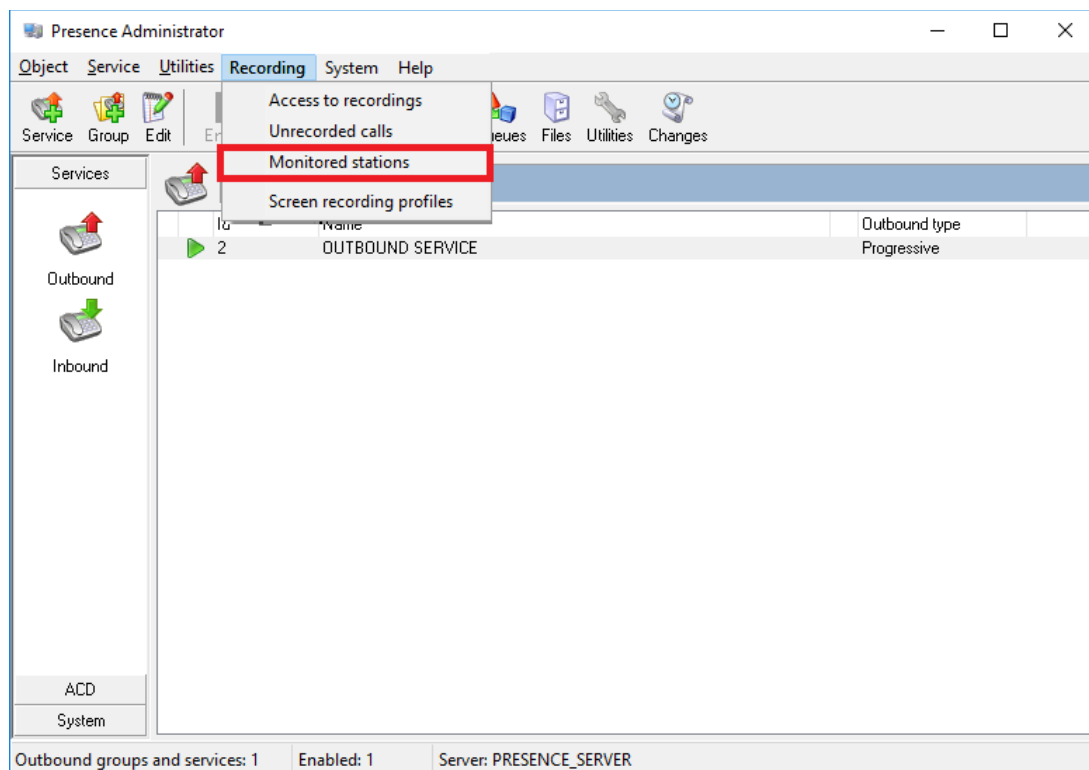 Presence Administrator
Object Service Utilities Recording System Help
Access to recordings
Unrecorded calls
Monitored stations
Screen recording profiles
Service Group Edit Files Utilities Changes
Services
Outbound
Inbound
ACD
System
Id Name Outbound type
2 OUTBOUND SERVICE Progressive
Outbound groups and services: 1 Enabled: 1 Server: PRESENCE_SERVER